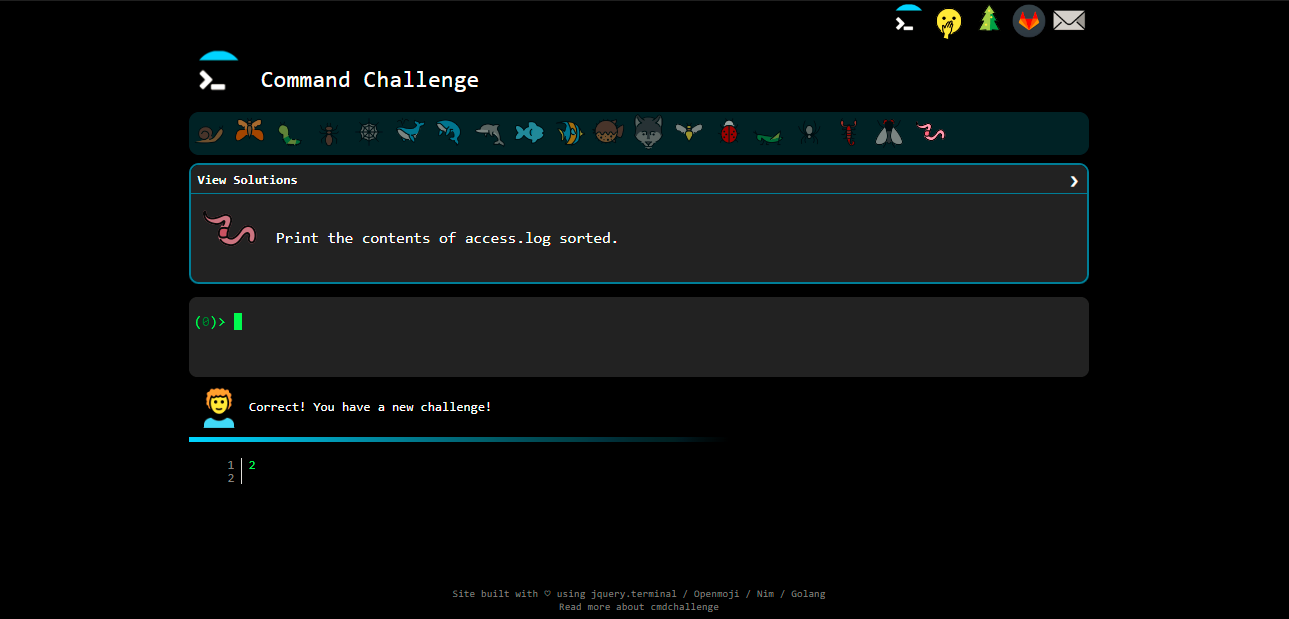 Command Challenge
View Solutions
Print the contents of access.log sorted.
(0)>
Correct! You have a new challenge!
1 2
2
Site built with ♡ using jquery.terminal / Openmoji / Nim / Golang
Read more about cmdchallenge